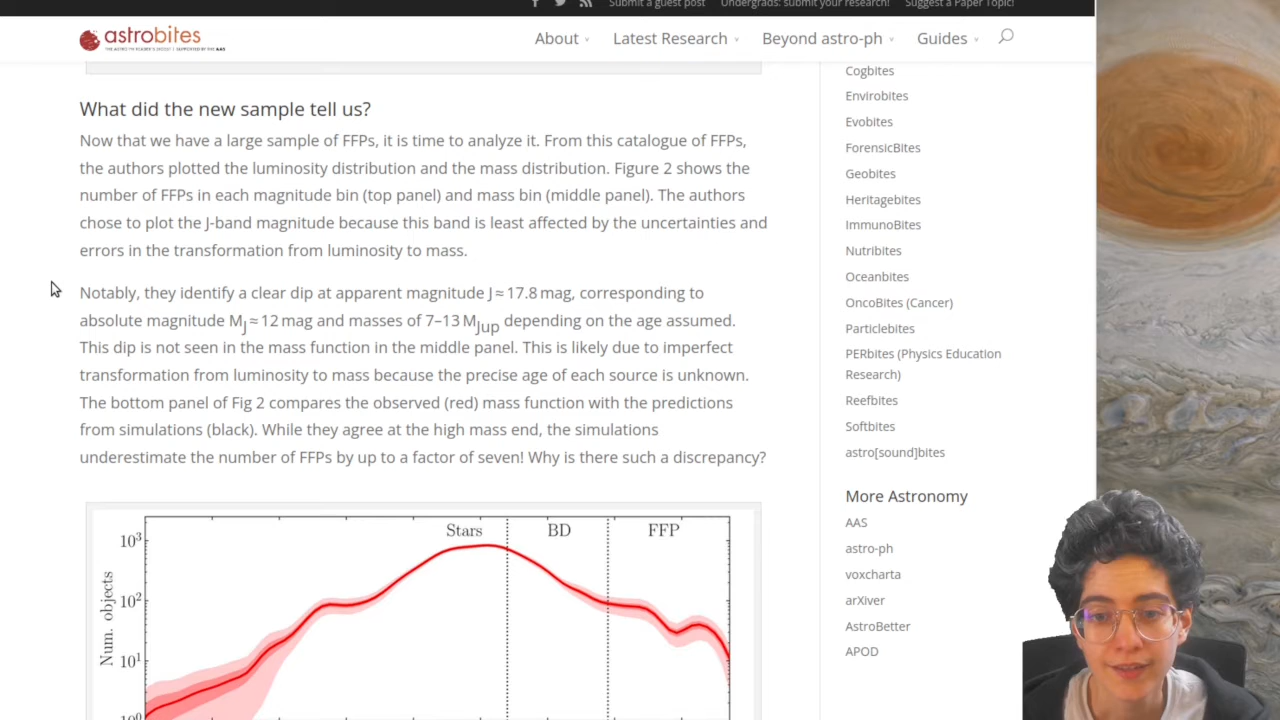 Submit a guest post
Undergrads: submit your research!
Suggest a Paper Topic!
astrobites
THE ASTRO-PH READER'S DIGEST | SUPPORTED BY THE AAS
About
Latest Research
Beyond astro-ph
Guides
What did the new sample tell us?
Now that we have a large sample of FFPs, it is time to analyze it. From this catalogue of FFPs,
the authors plotted the luminosity distribution and the mass distribution. Figure 2 shows the
number of FFPs in each magnitude bin (top panel) and mass bin (middle panel). The authors
chose to plot the J-band magnitude because this band is least affected by the uncertainties and
errors in the transformation from luminosity to mass.
Notably, they identify a clear dip at apparent magnitude J ≈ 17.8 mag, corresponding to
absolute magnitude MJ ≈ 12 mag and masses of 7–13 MJup depending on the age assumed.
This dip is not seen in the mass function in the middle panel. This is likely due to imperfect
transformation from luminosity to mass because the precise age of each source is unknown.
The bottom panel of Fig 2 compares the observed (red) mass function with the predictions
from simulations (black). While they agree at the high mass end, the simulations
underestimate the number of FFPs by up to a factor of seven! Why is there such a discrepancy?
Stars
BD
FFP
10³
10²
10¹
10⁰
Num. objects
Cogbites
Envirobites
Evobites
ForensicBites
Geobites
Heritagebites
ImmunoBites
Nutribites
Oceanbites
OncoBites (Cancer)
Particlebites
PERbites (Physics Education
Research)
Reefbites
Softbites
astro[sound]bites
More Astronomy
AAS
astro-ph
voxcharta
arXiver
AstroBetter
APOD